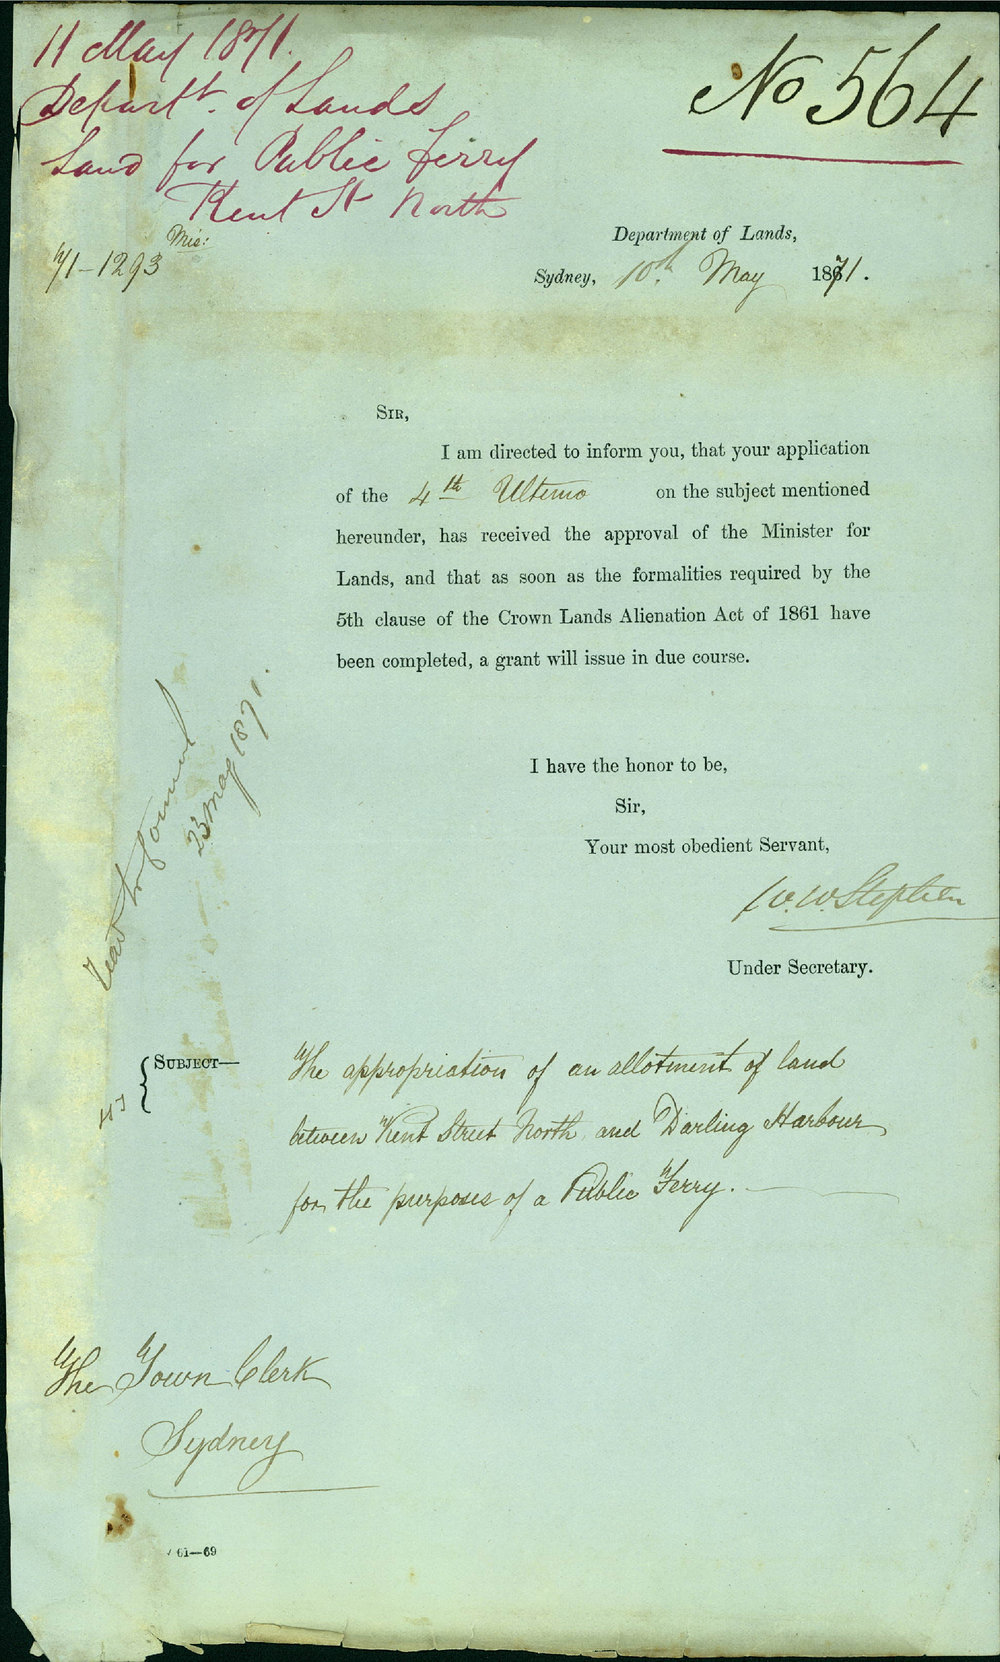 11 May 1871.
Departt. of Lands
Land for Public Ferry
Kent St North
No 564
Mis:
71-1293
Department of Lands,
Sydney, 10th. May 1871.
SIR,
I am directed to inform you, that your application
of the 4th Ultimo on the subject mentioned
hereunder, has received the approval of the Minister for
Lands, and that as soon as the formalities required by the
5th clause of the Crown Lands Alienation Act of 1861 have
been completed, a grant will issue in due course.
I have the honor to be,
Sir,
Your most obedient Servant,
W. W. Stephen
Under Secretary.
Council
23 May 1871.
SUBJECT—
The appropriation of an allotment of land
between Kent Street North and Darling Harbour
for the purposes of a Public Ferry. —
The Town Clerk
Sydney
61—69